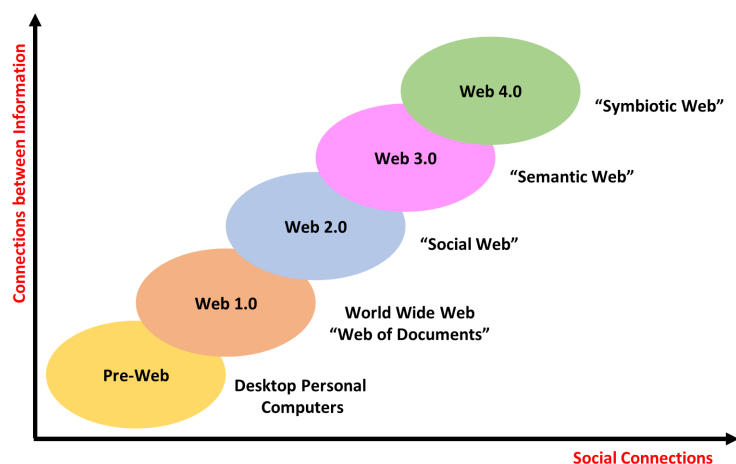 Connections between Information
Web 4.0
“Symbiotic Web”
Web 3.0
“Semantic Web”
Web 2.0
“Social Web”
Web 1.0
World Wide Web
“Web of Documents”
Pre-Web
Desktop Personal
Computers
Social Connections